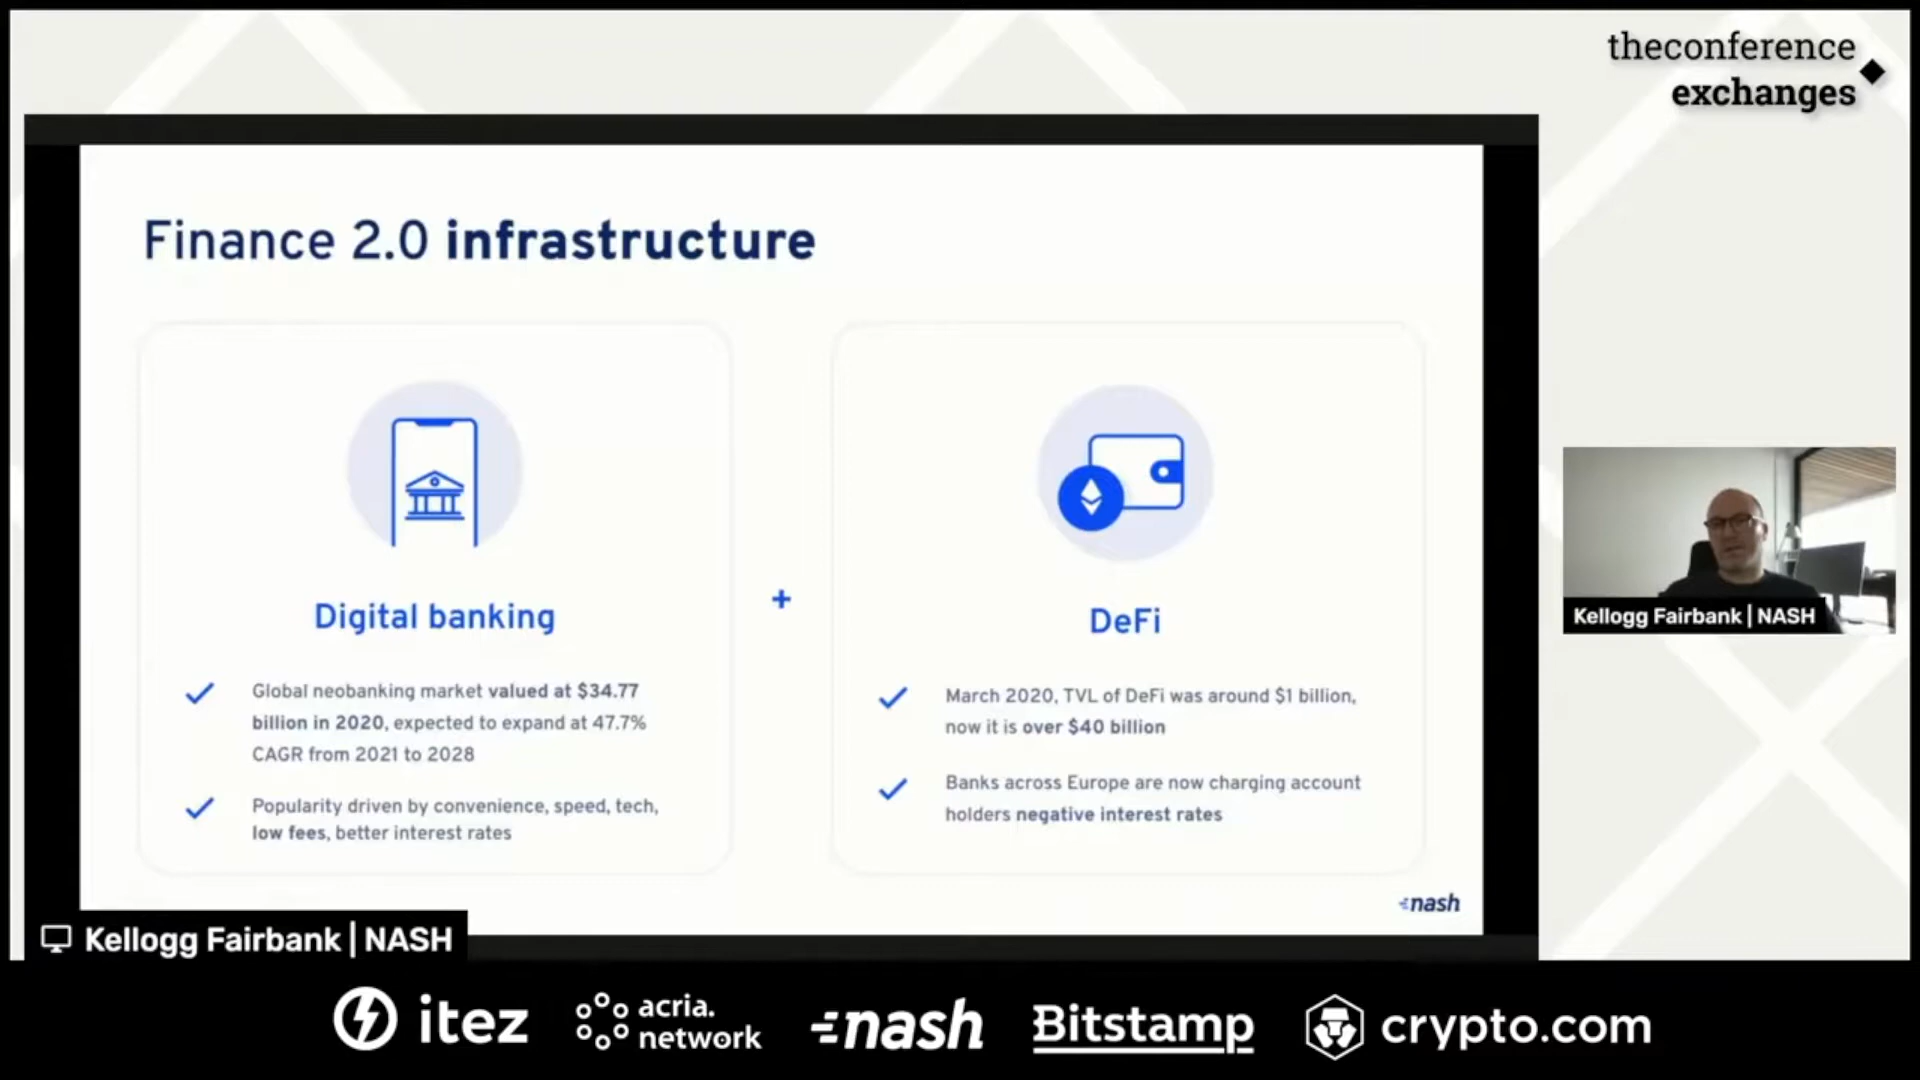 theconference
exchanges
Finance 2.0 infrastructure
Digital banking
Global neobanking market valued at $34.77
billion in 2020, expected to expand at 47.7%
CAGR from 2021 to 2028
Popularity driven by convenience, speed, tech,
low fees, better interest rates
+
DeFi
March 2020, TVL of DeFi was around $1 billion,
now it is over $40 billion
Banks across Europe are now charging account
holders negative interest rates
nash
Kellogg Fairbank | NASH
Kellogg Fairbank | NASH
itez
acria.
network
nash
Bitstamp
crypto.com